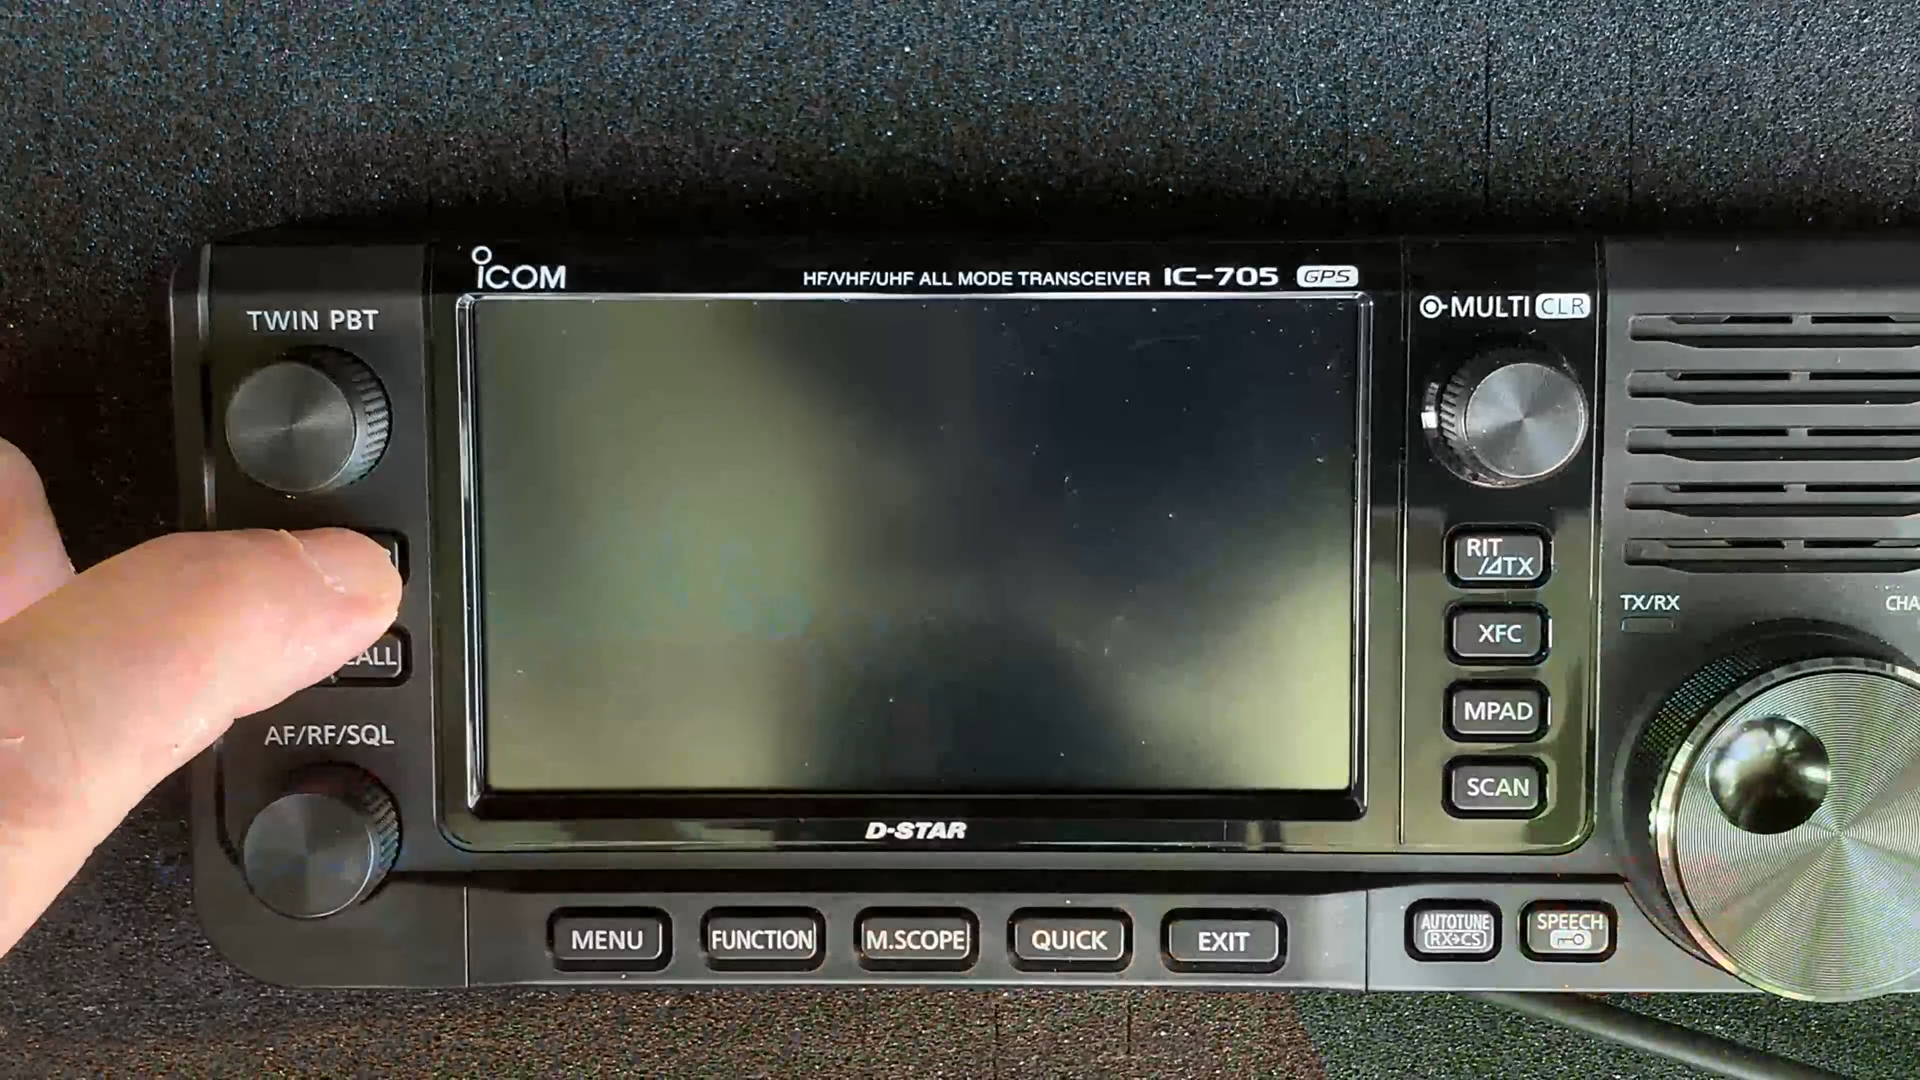 ICOM
HF/VHF/UHF ALL MODE TRANSCEIVER IC-705 GPS
MULTI CLR
TWIN PBT
RIT
/⊿TX
TX/RX
XFC
MPAD
AF/RF/SQL
SCAN
D-STAR
MENU
FUNCTION
M.SCOPE
QUICK
EXIT
AUTOTUNE
RX→CS
SPEECH